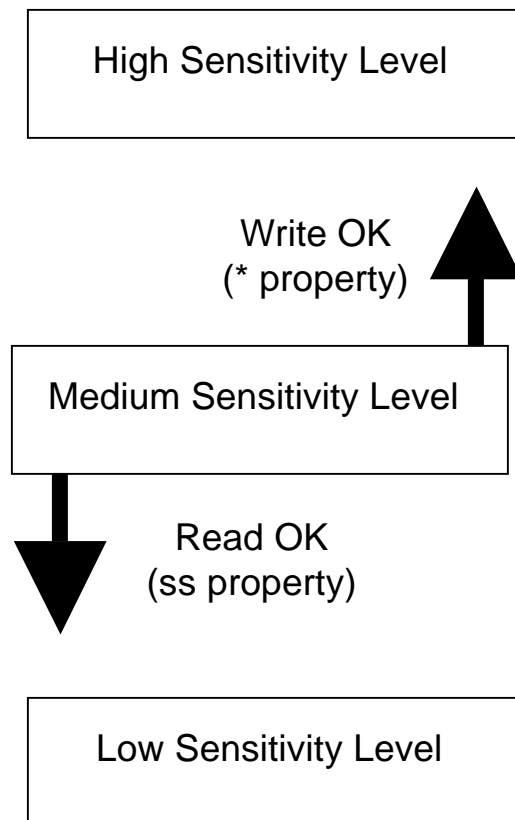 High Sensitivity Level
Write OK
(* property)
Medium Sensitivity Level
Read OK
(ss property)
Low Sensitivity Level